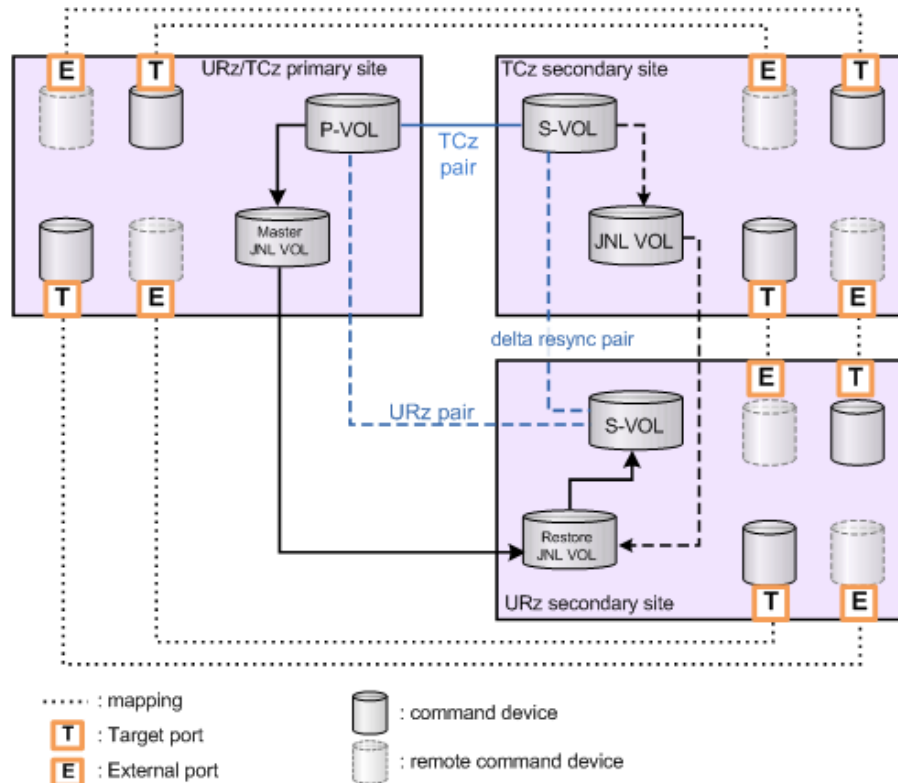 E
T
URz/TCz primary site
TCz secondary site
E
T
P-VOL
TCz
pair
S-VOL
Master
JNL VOL
JNL VOL
T
E
T
E
delta resync pair
E
T
URz pair
S-VOL
Restore
JNL VOL
URz secondary site
T
E
: mapping
T : Target port
E : External port
: command device
: remote command device